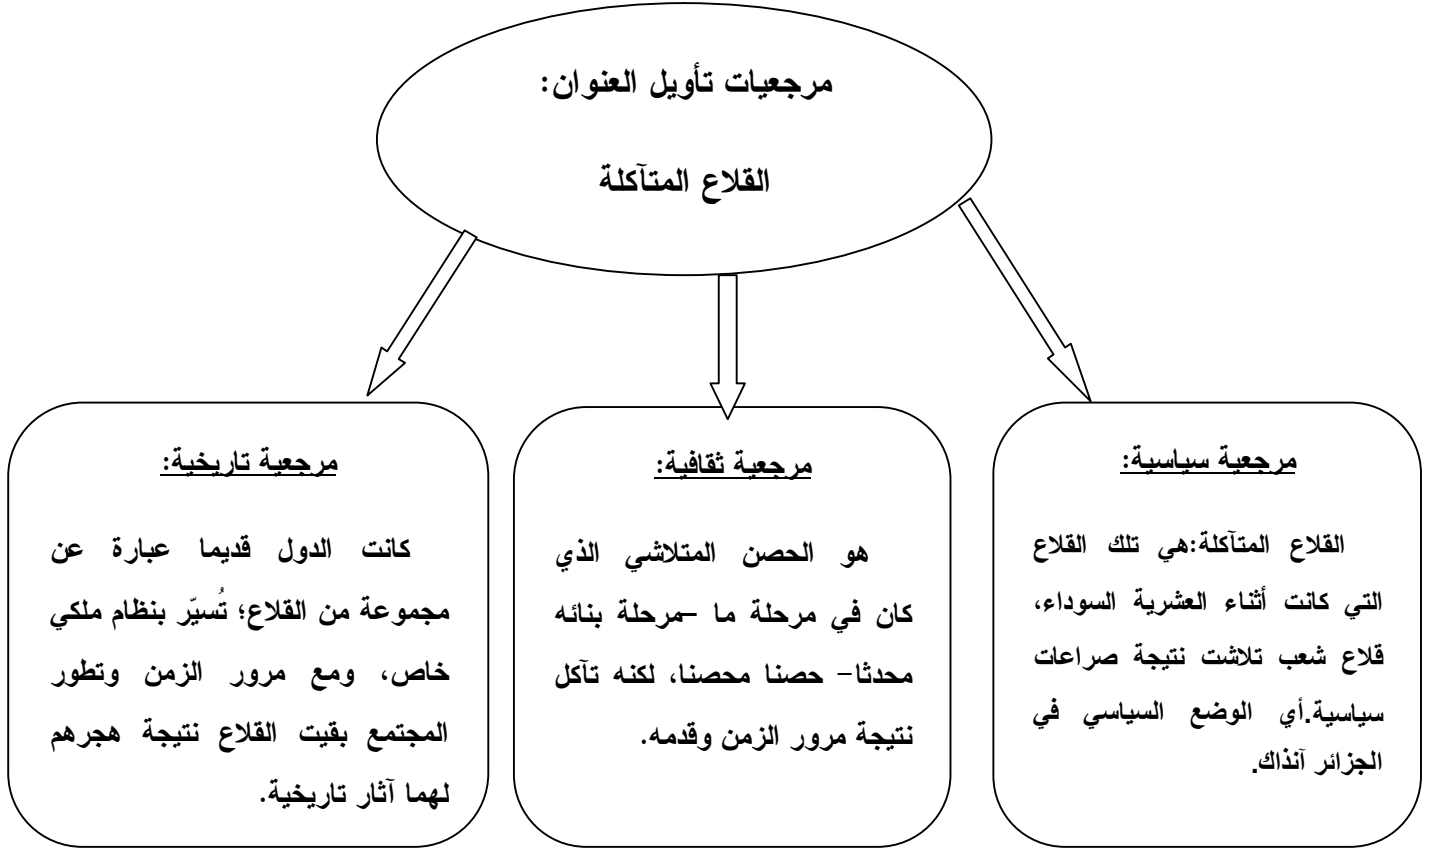 مرجعيات تأويل العنوان:
القلاع المتآكلة
مرجعية سياسية:
القلاع المتآكلة:هي تلك القلاع
التي كانت أثناء العشرية السوداء،
قلاع شعب تلاشت نتيجة صراعات
سياسية.أي الوضع السياسي في
الجزائر آنذاك.
مرجعية ثقافية:
هو الحصن المتلاشي الذي
كان في مرحلة ما –مرحلة بنائه
محدثا– حصنا محصنا، لكنه تآكل
نتيجة مرور الزمن وقدمه.
مرجعية تاريخية:
كانت الدول قديما عبارة عن
مجموعة من القلاع؛ تُسيّر بنظام ملكي
خاص، ومع مرور الزمن وتطور
المجتمع بقيت القلاع نتيجة هجرهم
لهما آثار تاريخية.